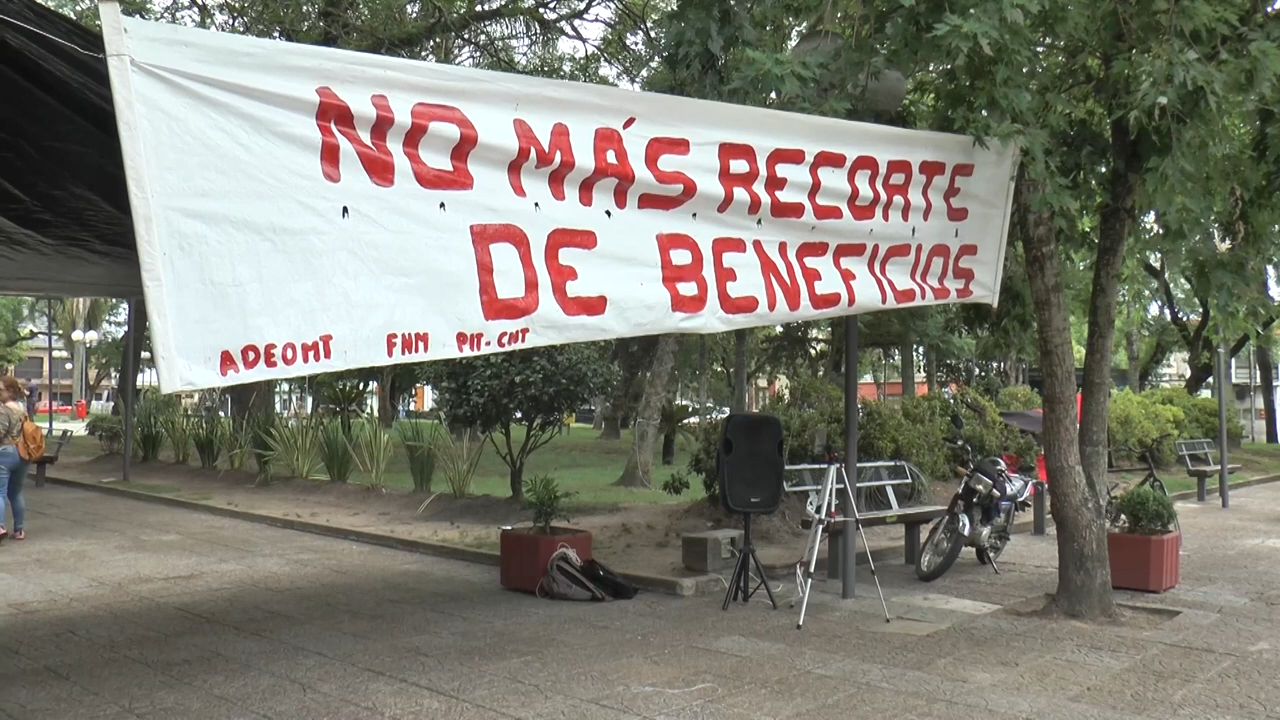 NO MÁS RECORTE
DE BENEFICIOS
ADEOMT FNM PIT-CNT